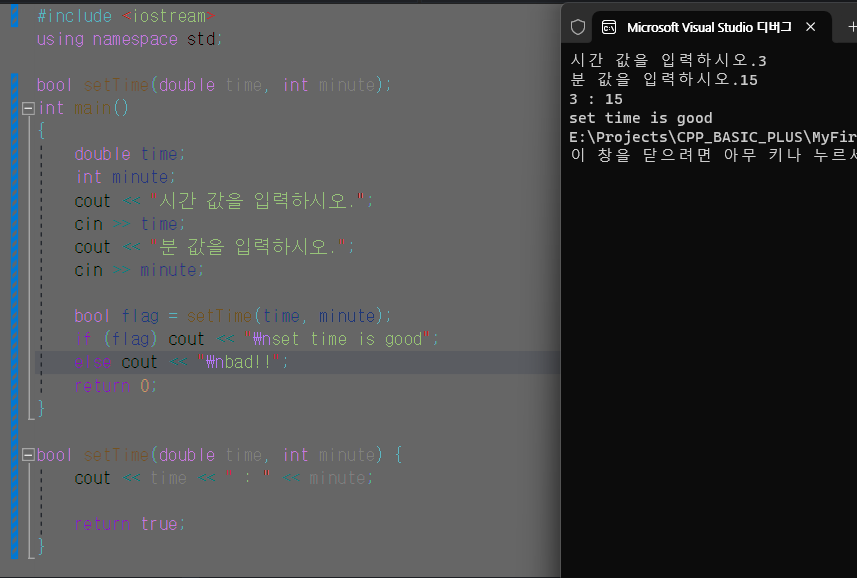 #include <iostream>
using namespace std;
bool setTime(double time, int minute);
int main()
{
double time;
int minute;
cout << "시간 값을 입력하시오.";
cin >> time;
cout << "분 값을 입력하시오.";
cin >> minute;
bool flag = setTime(time, minute);
if (flag) cout << "₩nset time is good";
else cout << "₩nbad!!";
return 0;
}
bool setTime(double time, int minute) {
cout << time << " : " << minute;
return true;
}
Microsoft Visual Studio 디버그
시간 값을 입력하시오.3
분 값을 입력하시오.15
3 : 15
set time is good
E:\Projects\CPP_BASIC_PLUS\MyFir
이 창을 닫으려면 아무 키나 누르